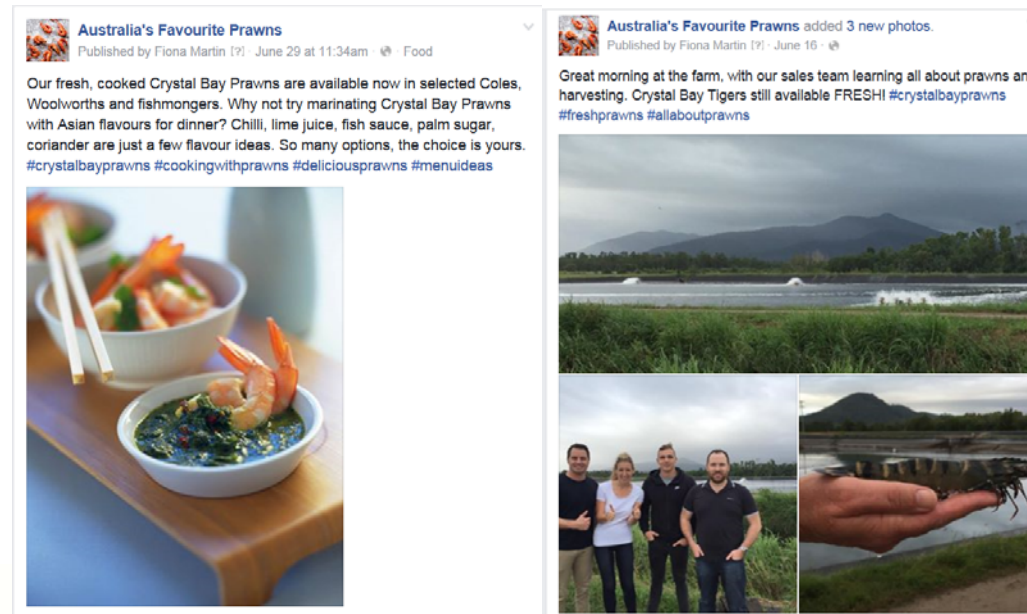 Australia's Favourite Prawns
Published by Fiona Martin [?] · June 29 at 11:34am · Food
Our fresh, cooked Crystal Bay Prawns are available now in selected Coles,
Woolworths and fishmongers. Why not try marinating Crystal Bay Prawns
with Asian flavours for dinner? Chilli, lime juice, fish sauce, palm sugar,
coriander are just a few flavour ideas. So many options, the choice is yours.
#crystalbayprawns #cookingwithprawns #deliciousprawns #menuideas
Australia's Favourite Prawns added 3 new photos.
Published by Fiona Martin [?] · June 16 ·
Great morning at the farm, with our sales team learning all about prawns an
harvesting. Crystal Bay Tigers still available FRESH! #crystalbayprawns
#freshprawns #allaboutprawns